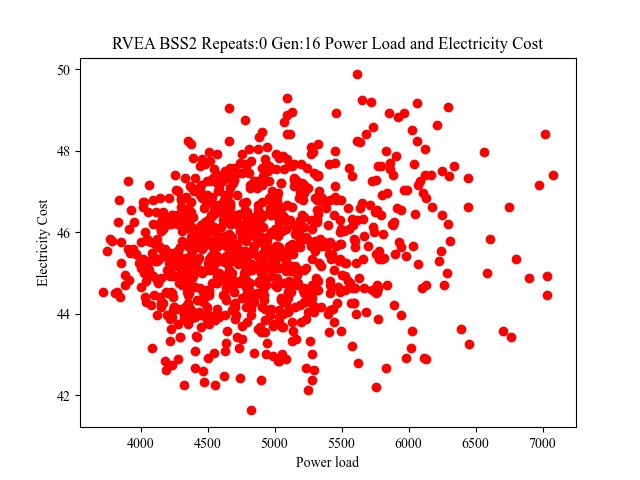 RVEA BSS2 Repeats:0 Gen:16 Power Load and Electricity Cost
50
48
46
44
42
Electricity Cost
4000 4500 5000 5500 6000 6500 7000
Power load